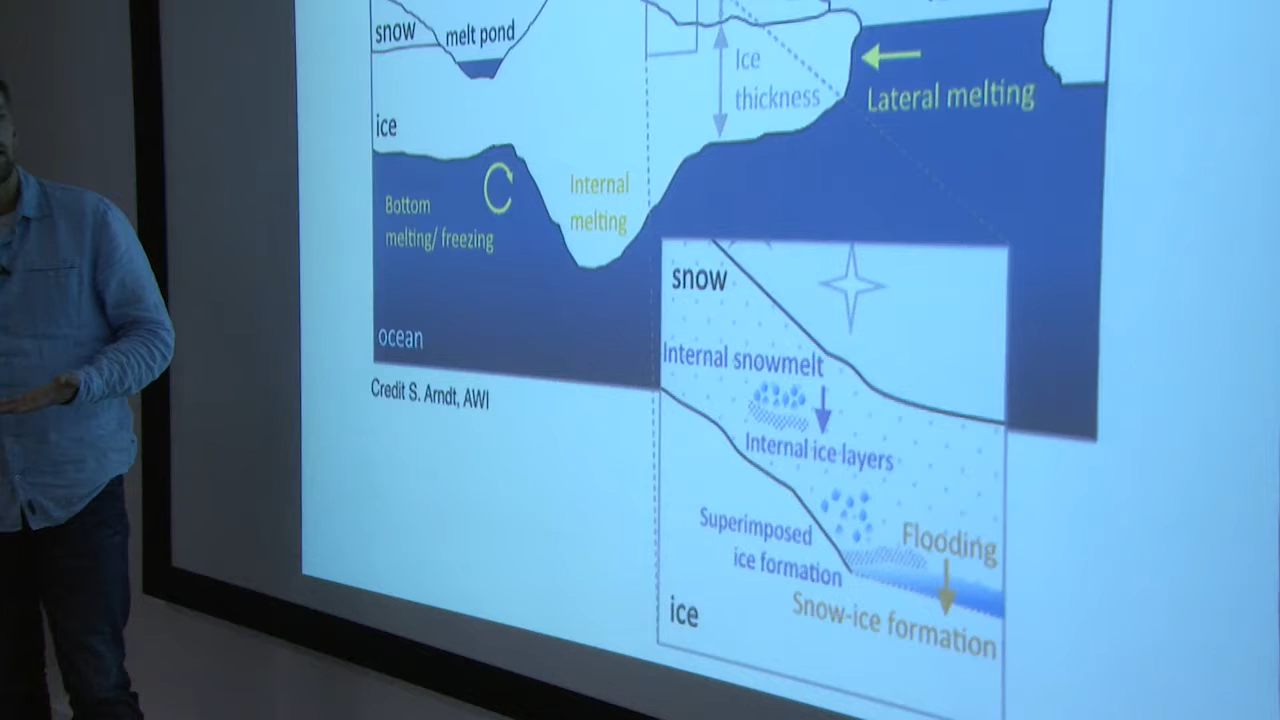 snow
melt pond
Ice
thickness
Lateral melting
ice
Internal
melting
Bottom
melting/ freezing
ocean
Credit S. Arndt, AWI
snow
Internal snowmelt
Internal ice layers
Superimposed
ice formation
Flooding
Snow-ice formation
ice